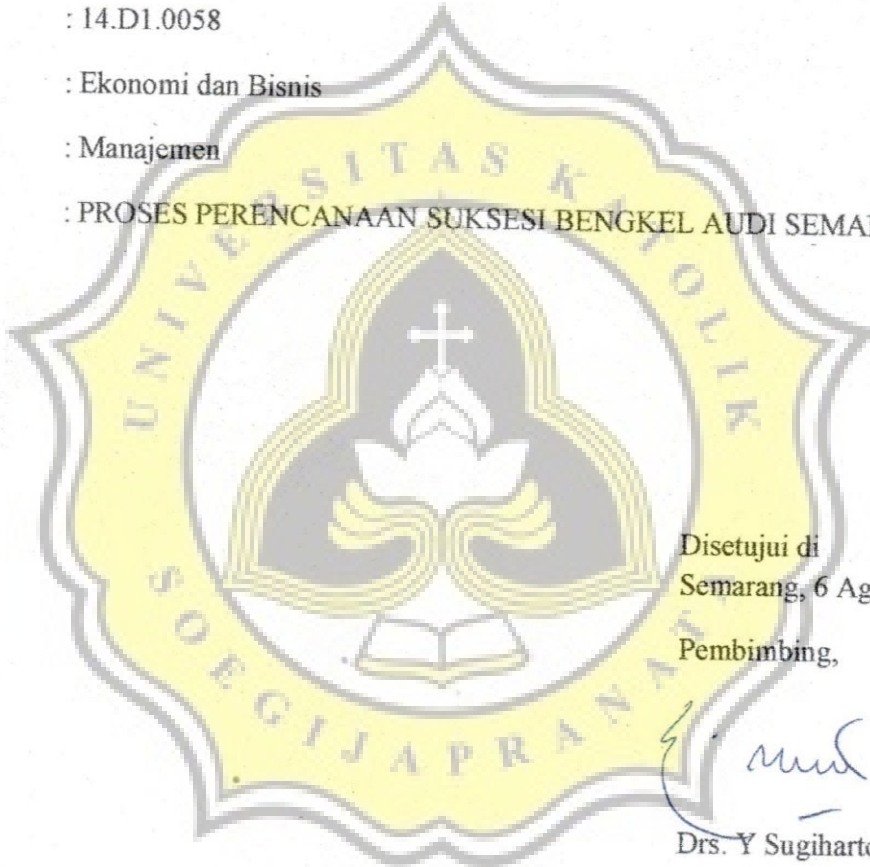 : 14.D1.0058
: Ekonomi dan Bisnis
: Manajemen
: PROSES PERENCANAAN SUKSESI BENGKEL AUDI SEMA
UNIVERSITAS KATOLIK
SOEGIJAPRANATA
Disetujui di
Semarang, 6 Ag
Pembimbing,
Drs. Y Sugiharto